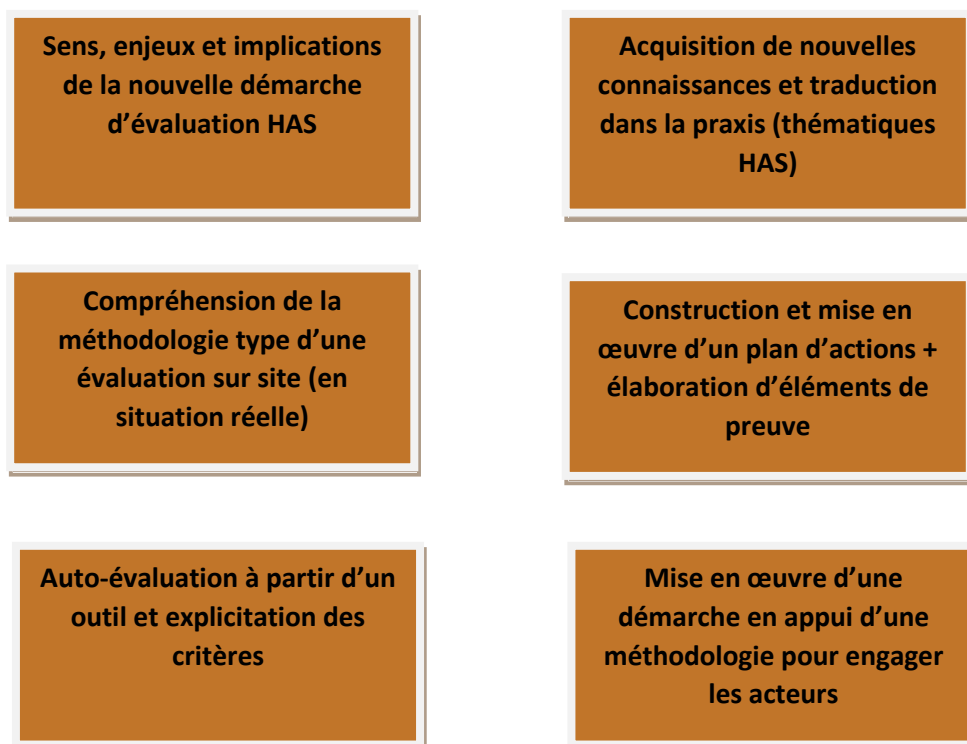 Sens, enjeux et implications
de la nouvelle démarche
d’évaluation HAS
Acquisition de nouvelles
connaissances et traduction
dans la praxis (thématiques
HAS)
Compréhension de la
méthodologie type d’une
évaluation sur site (en
situation réelle)
Construction et mise en
œuvre d’un plan d’actions +
élaboration d’éléments de
preuve
Auto-évaluation à partir d’un
outil et explicitation des
critères
Mise en œuvre d’une
démarche en appui d’une
méthodologie pour engager
les acteurs